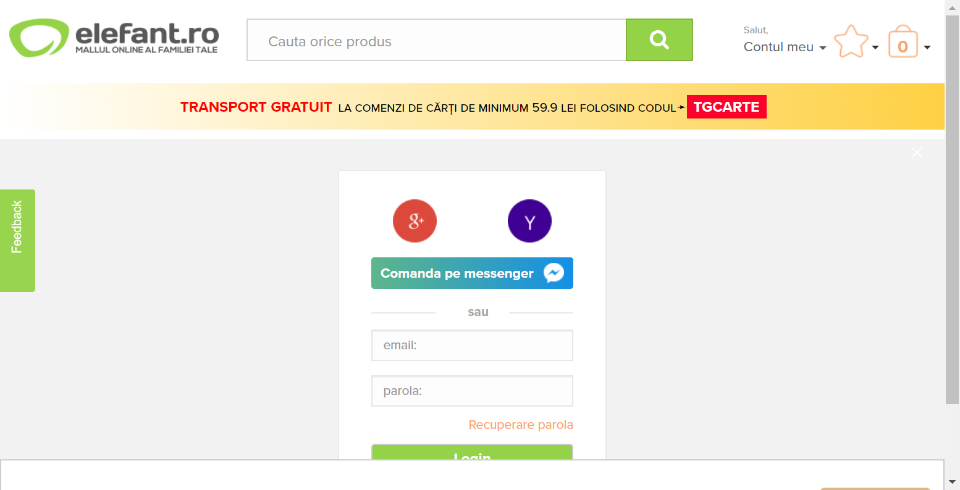 elefant.ro
MALLUL ONLINE AL FAMILIEI TALE
Cauta orice produs
Salut,
Contul meu
0
TRANSPORT GRATUIT LA COMENZI DE CĂRȚI DE MINIMUM 59.9 LEI FOLOSIND CODUL TGCARTE
Feedback
g+
Y
Comanda pe messenger
sau
email:
parola:
Recuperare parola
Login